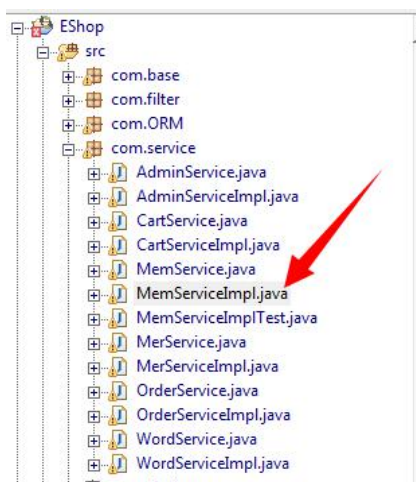 EShop
src
com.base
com.filter
com.ORM
com.service
AdminService.java
AdminServiceImpl.java
CartService.java
CartServiceImpl.java
MemService.java
MemServiceImpl.java
MemServiceImplTest.java
MerService.java
MerServiceImpl.java
OrderService.java
OrderServiceImpl.java
WordService.java
WordServiceImpl.java